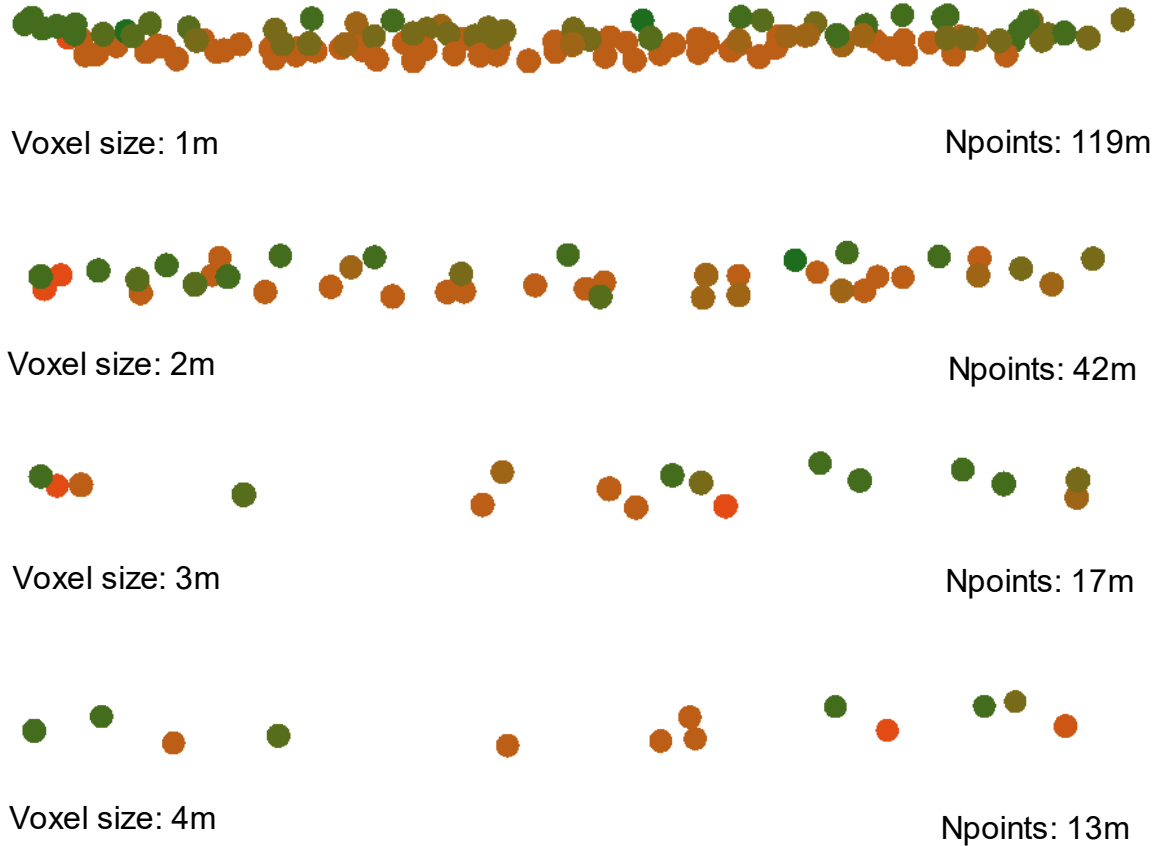 Voxel size: 1m
Npoints: 119m
Voxel size: 2m
Npoints: 42m
Voxel size: 3m
Npoints: 17m
Voxel size: 4m
Npoints: 13m